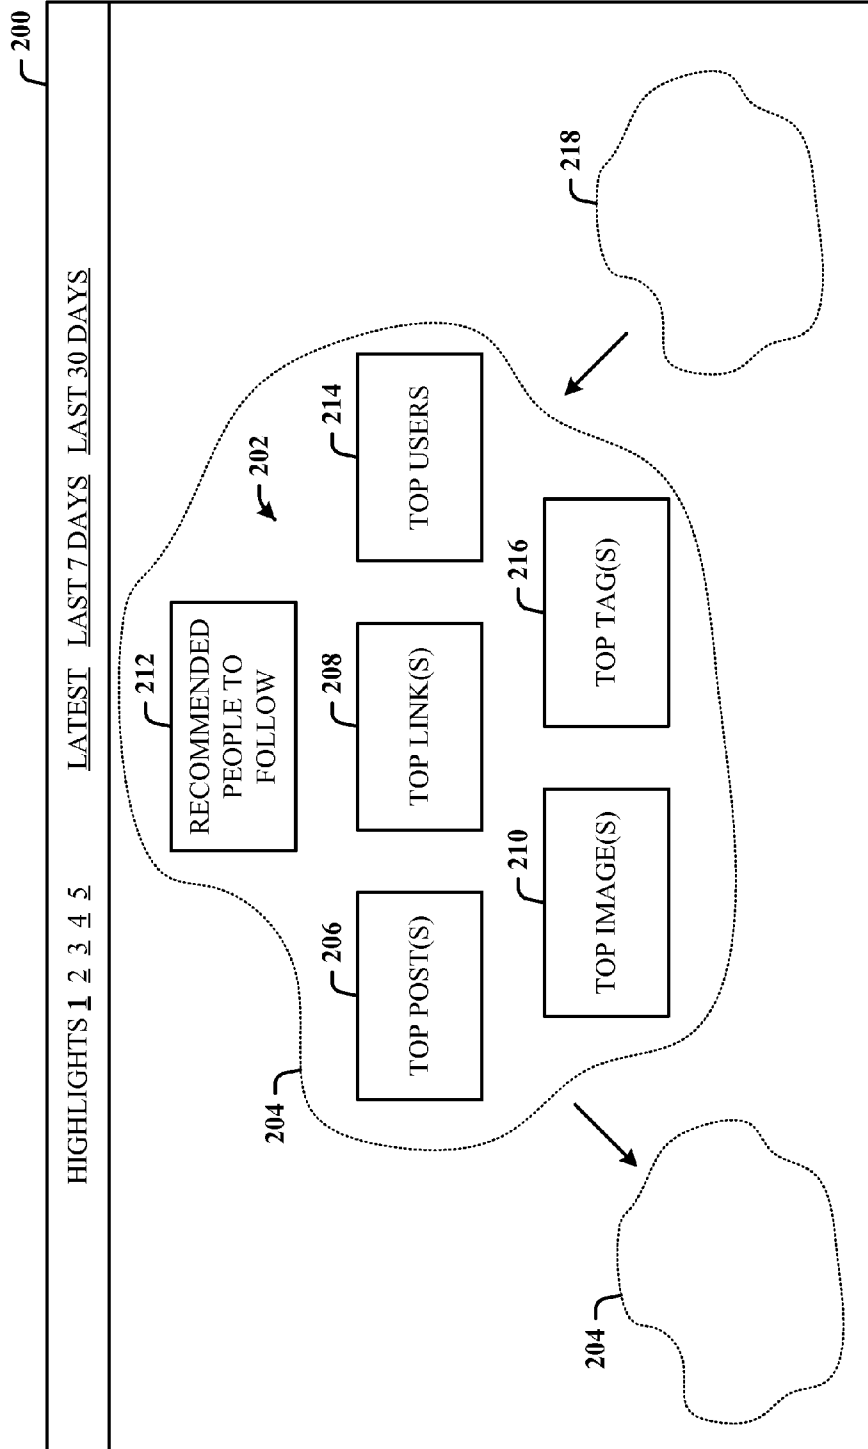 200
HIGHLIGHTS 1 2 3 4 5 LATEST LAST 7 DAYS LAST 30 DAYS
212
RECOMMENDED
PEOPLE TO
FOLLOW
202
204
206
TOP POST(S)
208
TOP LINK(S)
214
TOP USERS
210
TOP IMAGE(S)
216
TOP TAG(S)
218
204